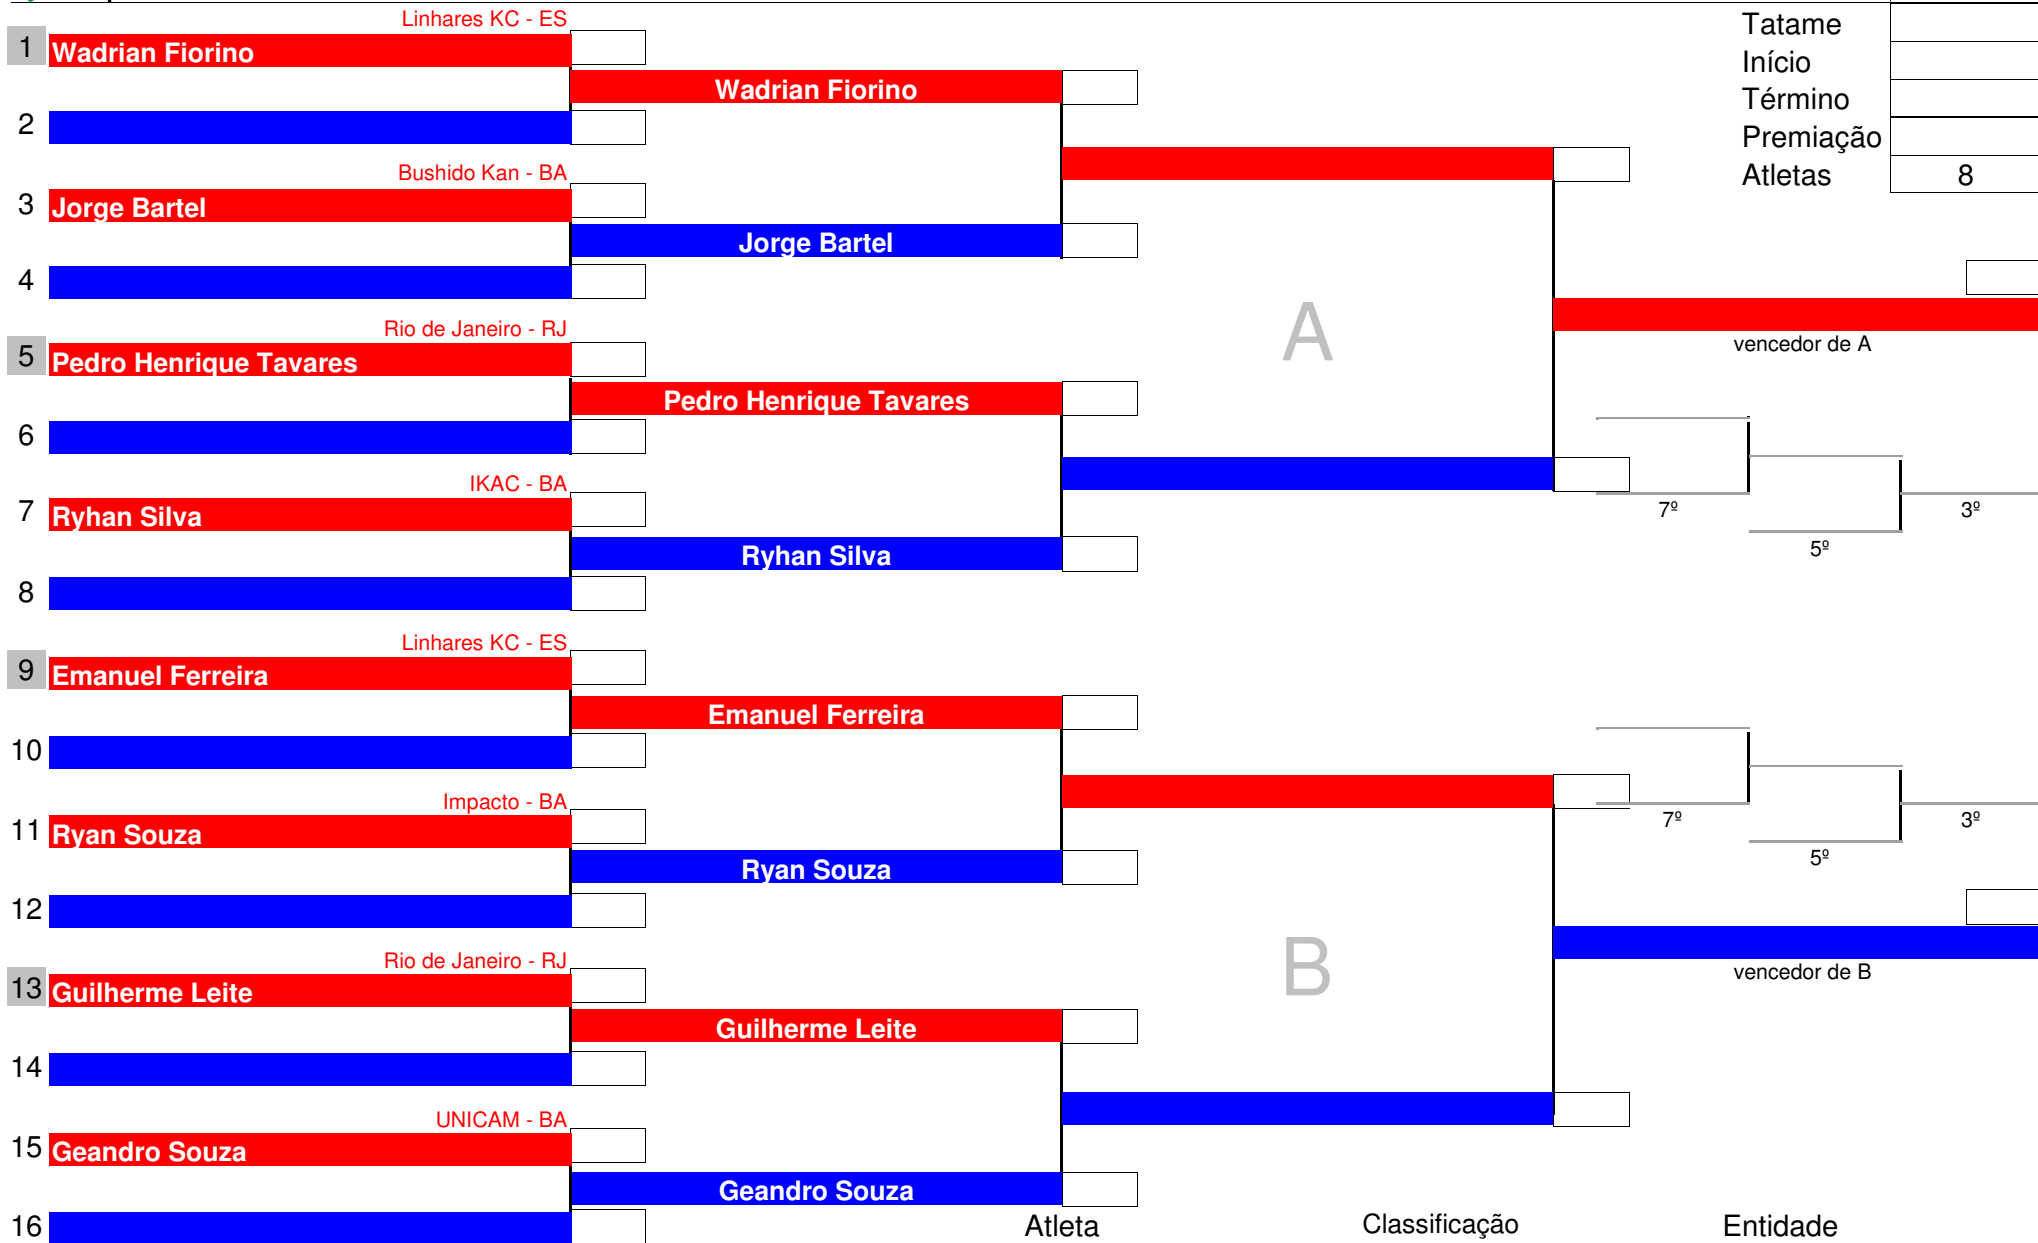 Linhares KC - ES
Tatame
1 Wadrian Fiorino
Início
Wadrian Fiorino
Término
2
Premiação
Bushido Kan - BA
Atletas 8
3 Jorge Bartel
Jorge Bartel
4
A
Rio de Janeiro - RJ
vencedor de A
5 Pedro Henrique Tavares
Pedro Henrique Tavares
6
IKAC - BA
7 Ryhan Silva
7º 3º
5º
Ryhan Silva
8
Linhares KC - ES
9 Emanuel Ferreira
Emanuel Ferreira
10
Impacto - BA
7º 3º
11 Ryan Souza
5º
Ryan Souza
12
B
Rio de Janeiro - RJ
vencedor de B
13 Guilherme Leite
Guilherme Leite
14
UNICAM - BA
15 Geandro Souza
Geandro Souza
16
Atleta Classificação Entidade